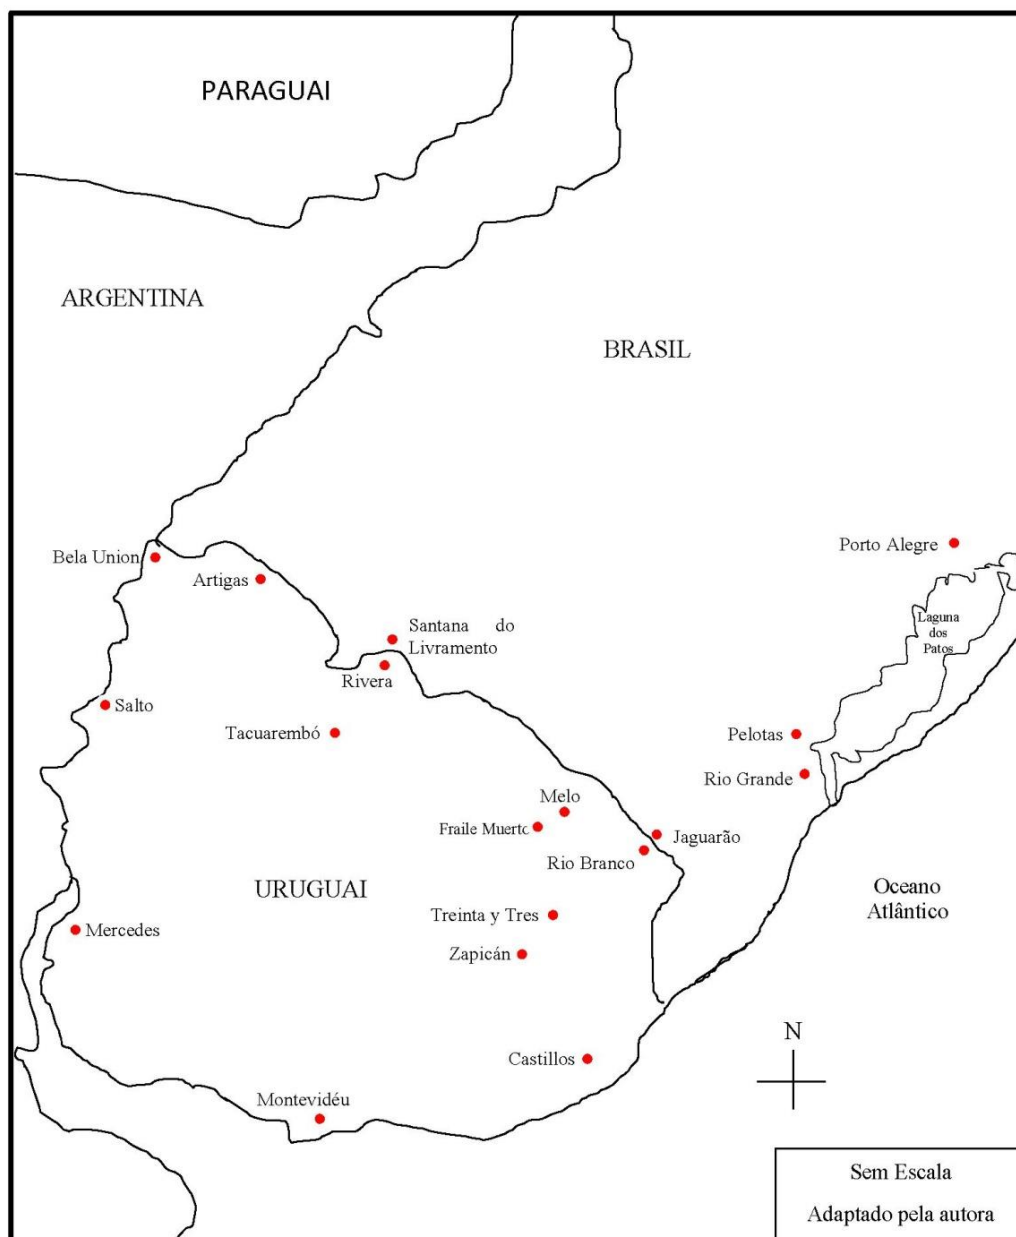 PARAGUAI
ARGENTINA
BRASIL
Bela Union
Artigas
Porto Alegre
Santana do
Livramento
Rivera
Laguna
dos
Patos
Salto
Tacuarembó
Pelotas
Rio Grande
Melo
Fraile Muerto
Jaguarão
Rio Branco
URUGUAI
Oceano
Atlântico
Treinta y Tres
Mercedes
Zapicán
N
Castillos
Montevidéu
Sem Escala
Adaptado pela autora